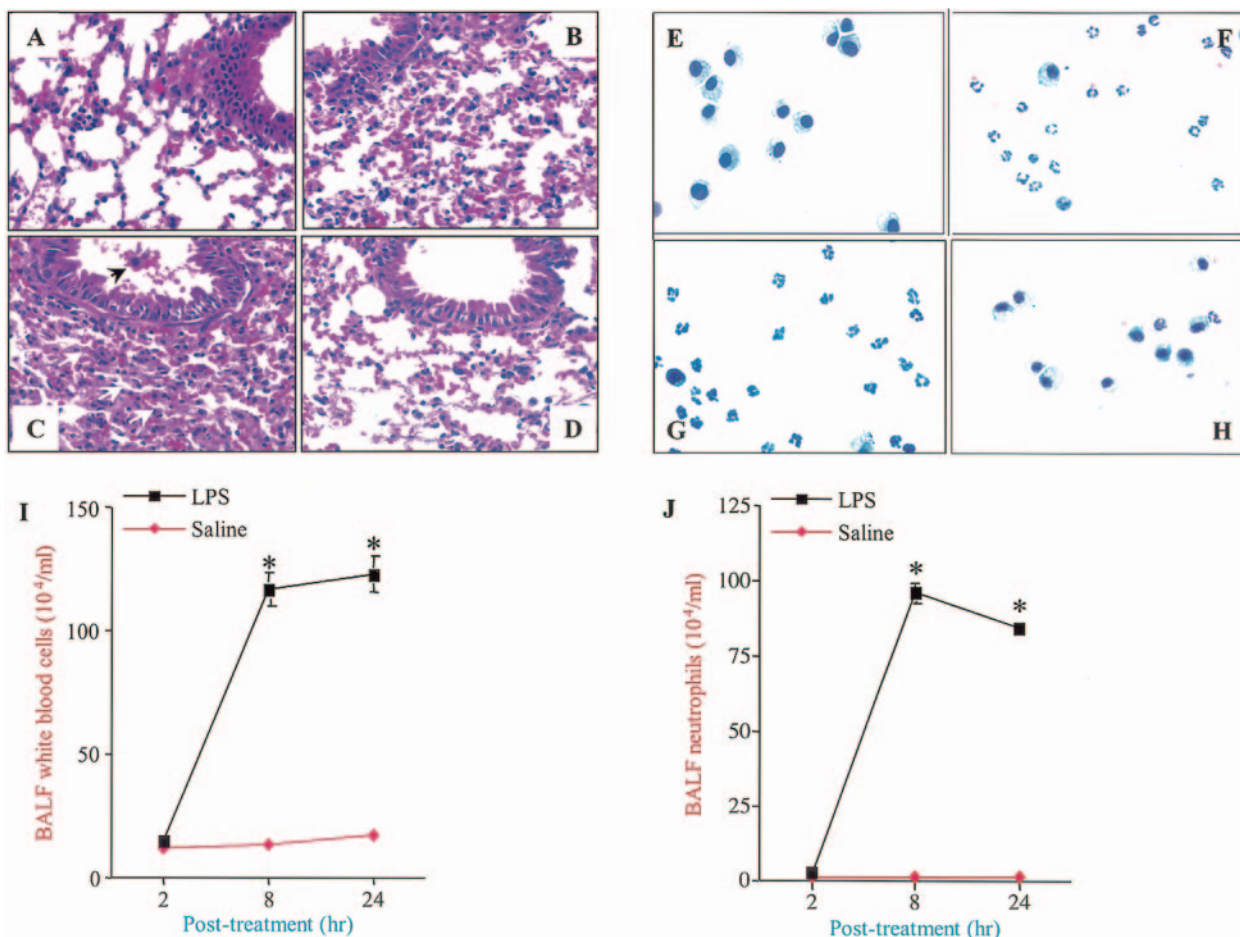 A
B
C
D
E
F
G
H
I
LPS
Saline
150
100
50
0
*
*
2
8
24
BALF white blood cells (10⁴/ml)
Post-treatment (hr)
J
LPS
Saline
125
100
75
50
25
0
*
*
2
8
24
BALF neutrophils (10⁴/ml)
Post-treatment (hr)